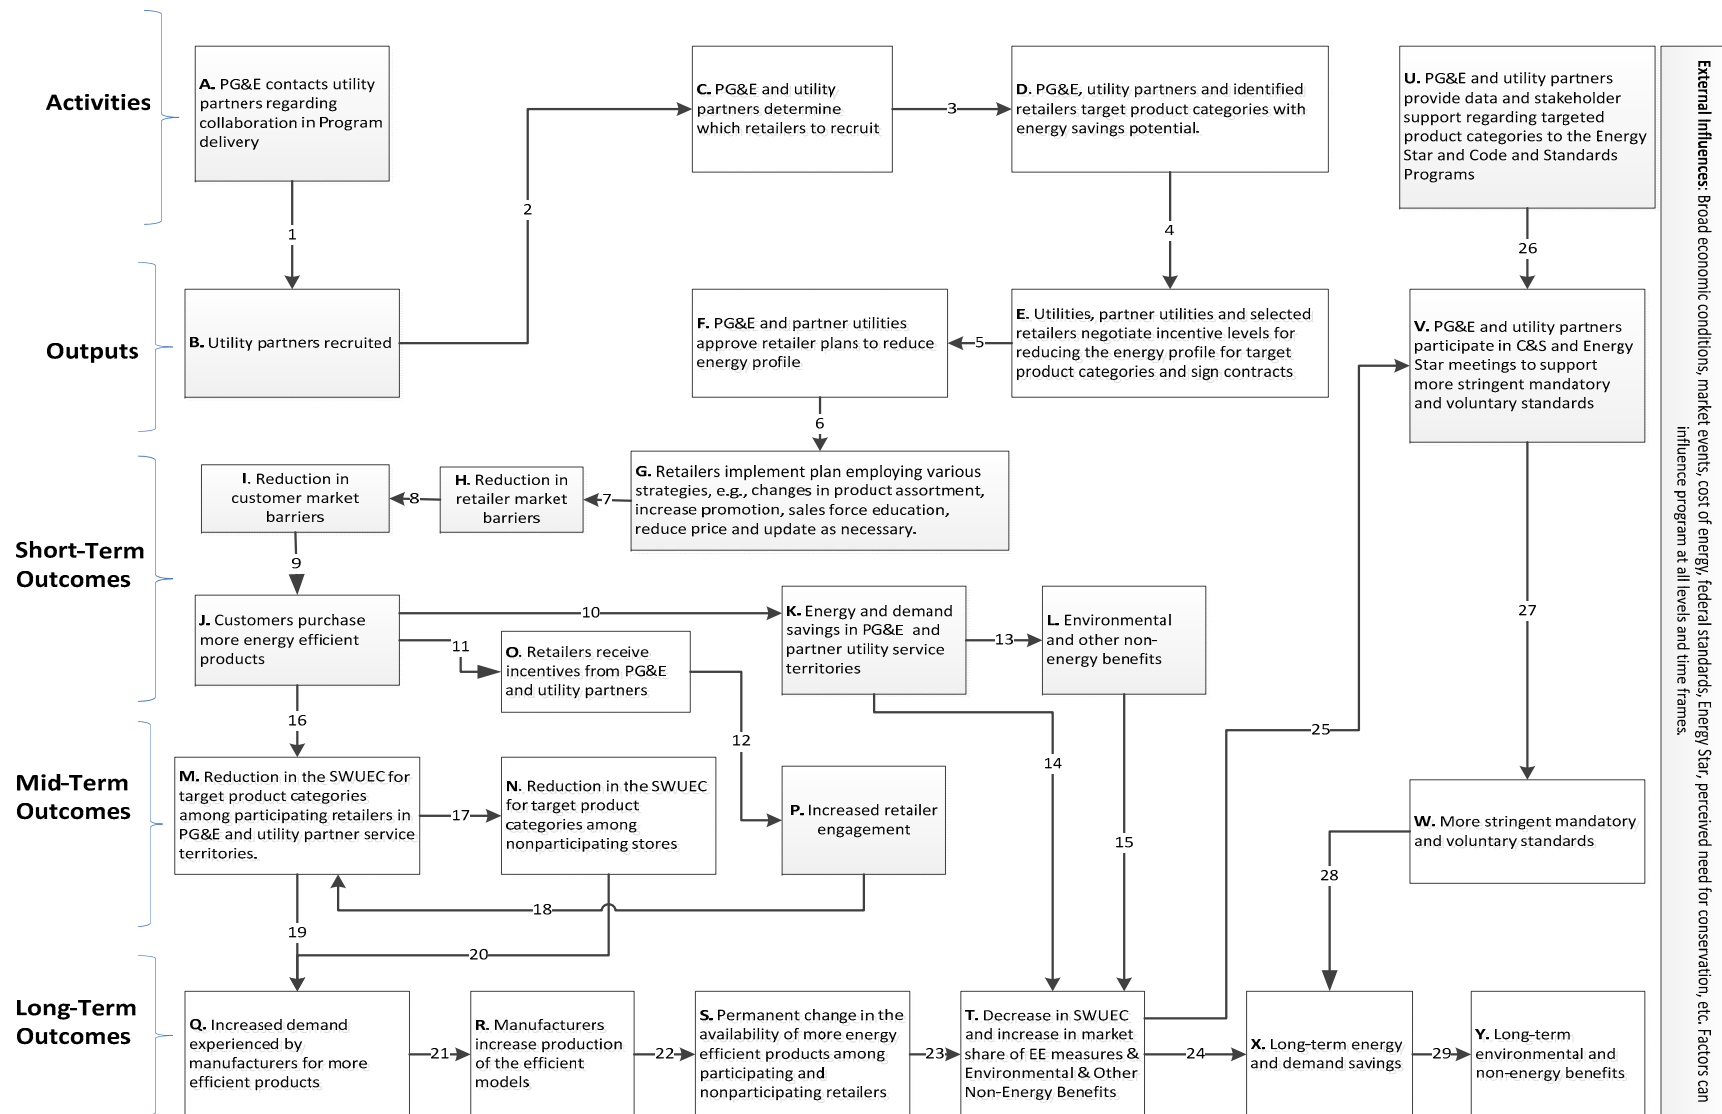 Activities
A. PG&E contacts utility
partners regarding
collaboration in Program
delivery
C. PG&E and utility
partners determine
which retailers to recruit
3
D. PG&E, utility partners and identified
retailers target product categories with
energy savings potential.
U. PG&E and utility partners
provide data and stakeholder
support regarding targeted
product categories to the Energy
Star and Code and Standards
Programs
1
2
4
26
Outputs
B. Utility partners recruited
F. PG&E and partner utilities
approve retailer plans to reduce
energy profile
5
E. Utilities, partner utilities and selected
retailers negotiate incentive levels for
reducing the energy profile for target
product categories and sign contracts
V. PG&E and utility partners
participate in C&S and Energy
Star meetings to support
more stringent mandatory
and voluntary standards
6
Short-Term
Outcomes
I. Reduction in
customer market
barriers
8
H. Reduction in
retailer market
barriers
7
G. Retailers implement plan employing various
strategies, e.g., changes in product assortment,
increase promotion, sales force education,
reduce price and update as necessary.
9
J. Customers purchase
more energy efficient
products
10
11
O. Retailers receive
incentives from PG&E
and utility partners
K. Energy and demand
savings in PG&E and
partner utility service
territories
13
L. Environmental
and other non-
energy benefits
27
16
12
14
25
Mid-Term
Outcomes
M. Reduction in the SWUEC for
target product categories
among participating retailers in
PG&E and utility partner service
territories.
17
N. Reduction in the SWUEC
for target product
categories among
nonparticipating stores
P. Increased retailer
engagement
15
W. More stringent mandatory
and voluntary standards
28
18
19
20
Long-Term
Outcomes
Q. Increased demand
experienced by
manufacturers for more
efficient products
21
R. Manufacturers
increase production
of the efficient
models
22
S. Permanent change in the
availability of more energy
efficient products among
participating and
nonparticipating retailers
23
T. Decrease in SWUEC
and increase in market
share of EE measures &
Environmental & Other
Non-Energy Benefits
24
X. Long-term energy
and demand savings
29
Y. Long-term
environmental and
non-energy benefits
External Influences: Broad economic conditions, market events, cost of energy, federal standards, Energy Star, perceived need for conservation, etc. Factors can
influence program at all levels and time frames.